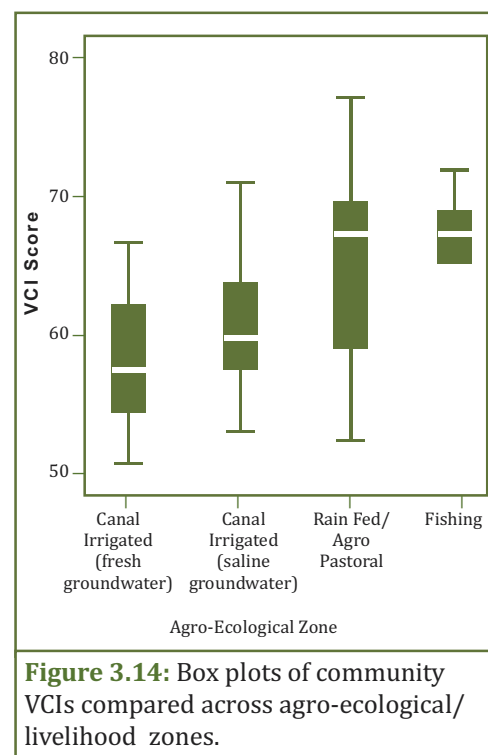 80
70
60
50
VCI Score
Canal
Irrigated
(fresh
groundwater)
Canal
Irrigated
(saline
groundwater)
Rain Fed/
Agro
Pastoral
Fishing
Agro-Ecological Zone
Figure 3.14: Box plots of community
VCIs compared across agro-ecological/
livelihood zones.